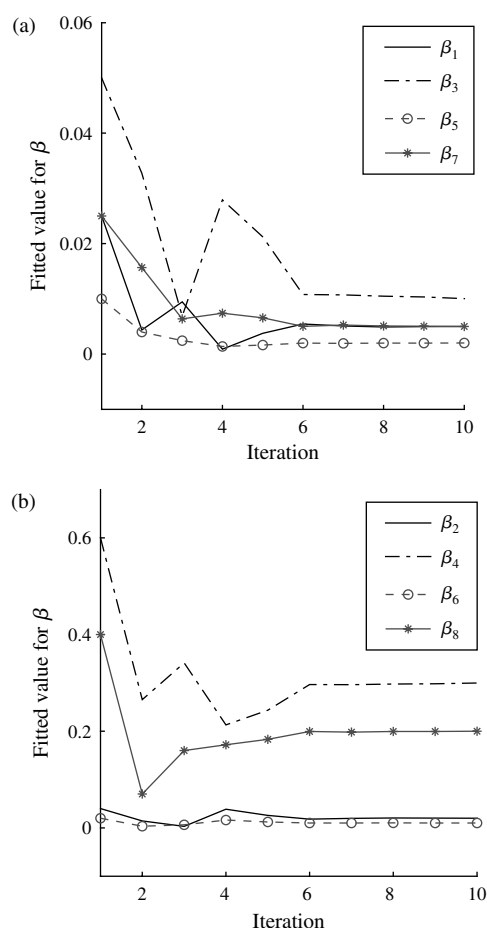 (a)
0.06
0.04
0.02
0
Fitted value for β
β1
β3
β5
β7
2 4 6 8 10
Iteration
(b)
0.6
0.4
0.2
0
Fitted value for β
β2
β4
β6
β8
2 4 6 8 10
Iteration